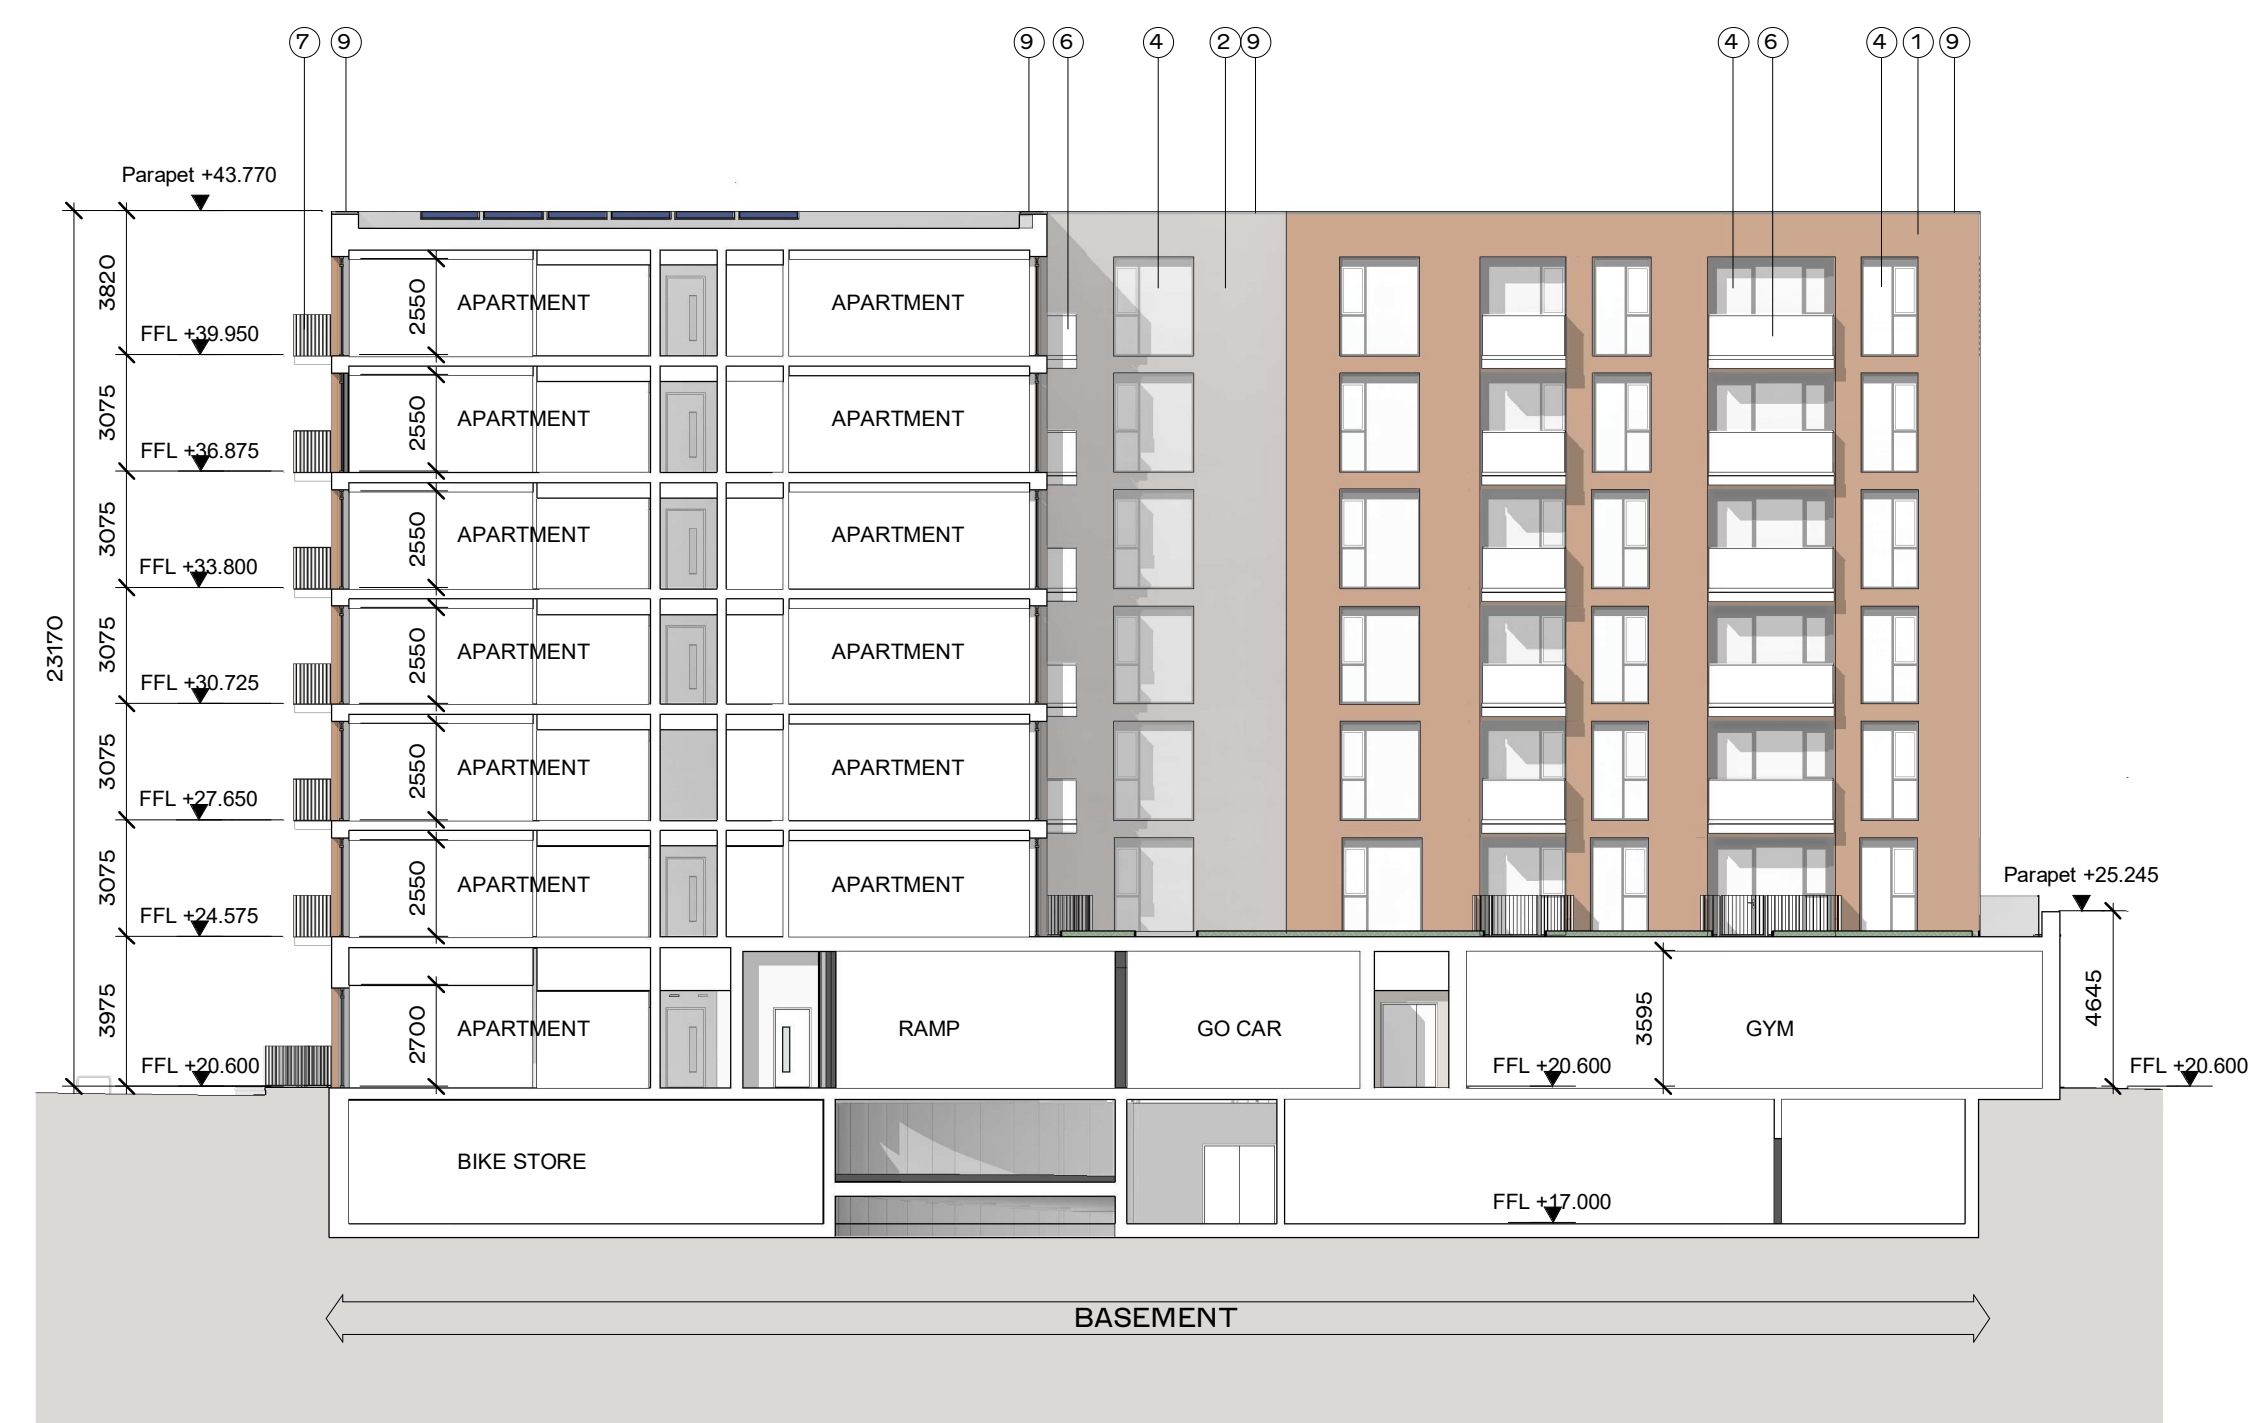 7 9 9 6 4 2 9 4 6 4 1 9
Parapet +43.770
3820
2550
APARTMENT
APARTMENT
FFL +39.950
3075
2550
APARTMENT
APARTMENT
FFL +36.875
3075
2550
APARTMENT
APARTMENT
FFL +33.800
23170
3075
2550
APARTMENT
APARTMENT
FFL +30.725
3075
2550
APARTMENT
APARTMENT
FFL +27.650
3075
2550
APARTMENT
APARTMENT
Parapet +25.245
FFL +24.575
3975
2700
APARTMENT
RAMP
GO CAR
3595
GYM
4645
FFL +20.600
FFL +20.600
FFL +20.600
BIKE STORE
FFL +17.000
BASEMENT